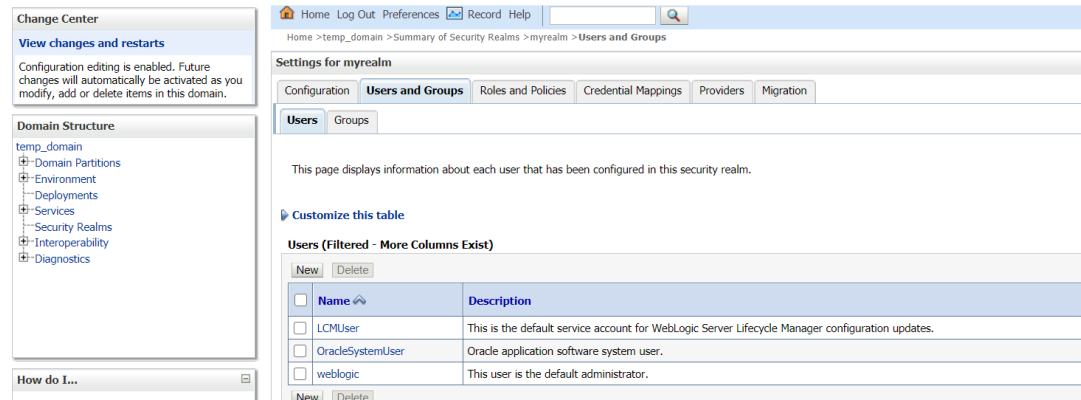 Change Center
View changes and restarts
Configuration editing is enabled. Future
changes will automatically be activated as you
modify, add or delete items in this domain.
Domain Structure
temp_domain
Domain Partitions
Environment
Deployments
Services
Security Realms
Interoperability
Diagnostics
How do I...
Home Log Out Preferences Record Help
Home >temp_domain >Summary of Security Realms >myrealm >Users and Groups
Settings for myrealm
Configuration Users and Groups Roles and Policies Credential Mappings Providers Migration
Users Groups
This page displays information about each user that has been configured in this security realm.
Customize this table
Users (Filtered - More Columns Exist)
New Delete
Name Description
LCMUser This is the default service account for WebLogic Server Lifecycle Manager configuration updates.
OracleSystemUser Oracle application software system user.
weblogic This user is the default administrator.
New Delete